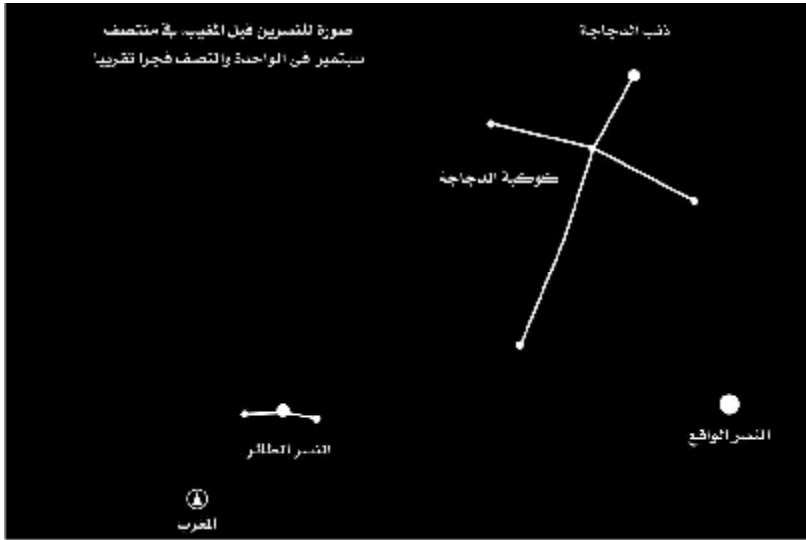 صورة للنسرين قبل المغيب، في منتصف
سبتمبر في الواحدة والنصف فجرا تقريبا
ذنب الدجاجة
كوكبة الدجاجة
النسر الواقع
النسر الطائر
المغرب